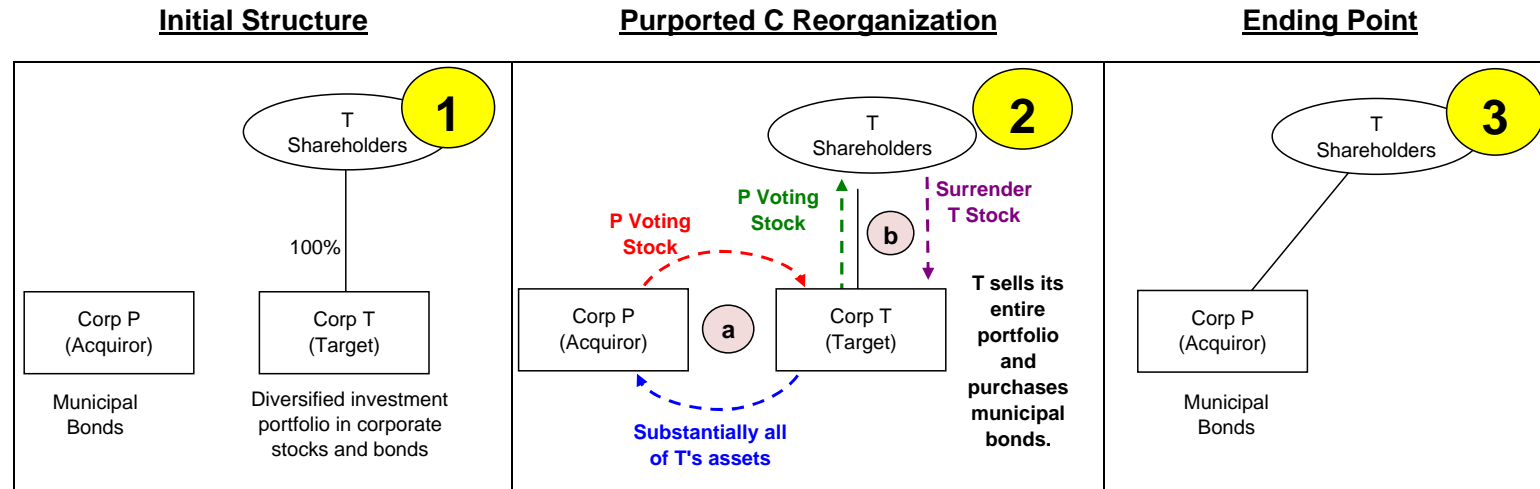 Initial Structure
Purported C Reorganization
Ending Point
T
Shareholders
1
100%
Corp P
(Acquiror)
Corp T
(Target)
Municipal
Bonds
Diversified investment
portfolio in corporate
stocks and bonds
T
Shareholders
2
P Voting
Stock
P Voting
Stock
b
Surrender
T Stock
Corp P
(Acquiror)
a
Corp T
(Target)
T sells its
entire
portfolio
and
purchases
municipal
bonds.
Substantially all
of T's assets
T
Shareholders
3
Corp P
(Acquiror)
Municipal
Bonds